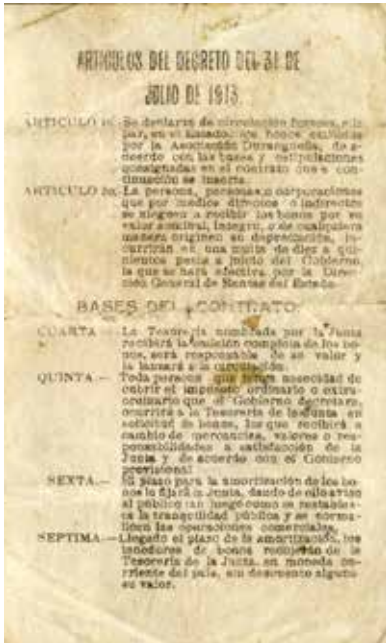 ARTICULOS DEL DECRETO DEL 31 DE
JULIO DE 1913.
ARTICULO 1o. Se declaran de circulación forzosa, a la
par, en el Estado, los bonos emitidos
por la Asociación Durangueña, de a-
cuerdo con las bases y estipulaciones
consignadas en el contrato que a con-
tinuación se inserta.
ARTICULO 2o. La persona, personas o corporaciones
que por medios directos o indirectos
se nieguen a recibir los bonos por su
valor nominal, íntegro, o de cualquiera
manera originen su depreciación, in-
currirán en una multa de diez a qui-
nientos pesos a juicio del Gobierno
la que se hará efectiva por la Direc-
ción General de Rentas del Estado.
BASES DEL CONTRATO.
CUARTA.— La Tesorería nombrada por la Junta
recibirá la emisión completa de los bo-
nos, será responsable de su valor y
la lanzará a la circulación.
QUINTA.— Toda persona que tenga necesidad de
cubrir el impuesto ordinario o extra-
ordinario que el Gobierno decretare,
ocurrirá a la Tesorería de la Junta en
solicitud de bonos, los que recibirá a
cambio de mercancías, valores o res-
ponsabilidades a satisfacción de la
Junta y de acuerdo con el Gobierno
provisional.
SEXTA.— El plazo para la amortización de los bo-
nos lo fijará la Junta, dando de ello aviso
al público tan luego como se restablez-
ca la tranquilidad pública y se norma-
licen las operaciones comerciales.
SEPTIMA.—Llegado el plazo de la amortización, los
tenedores de bonos recibirán de la
Tesorería de la Junta, en moneda co-
rriente del país, sin descuento alguno
su valor.